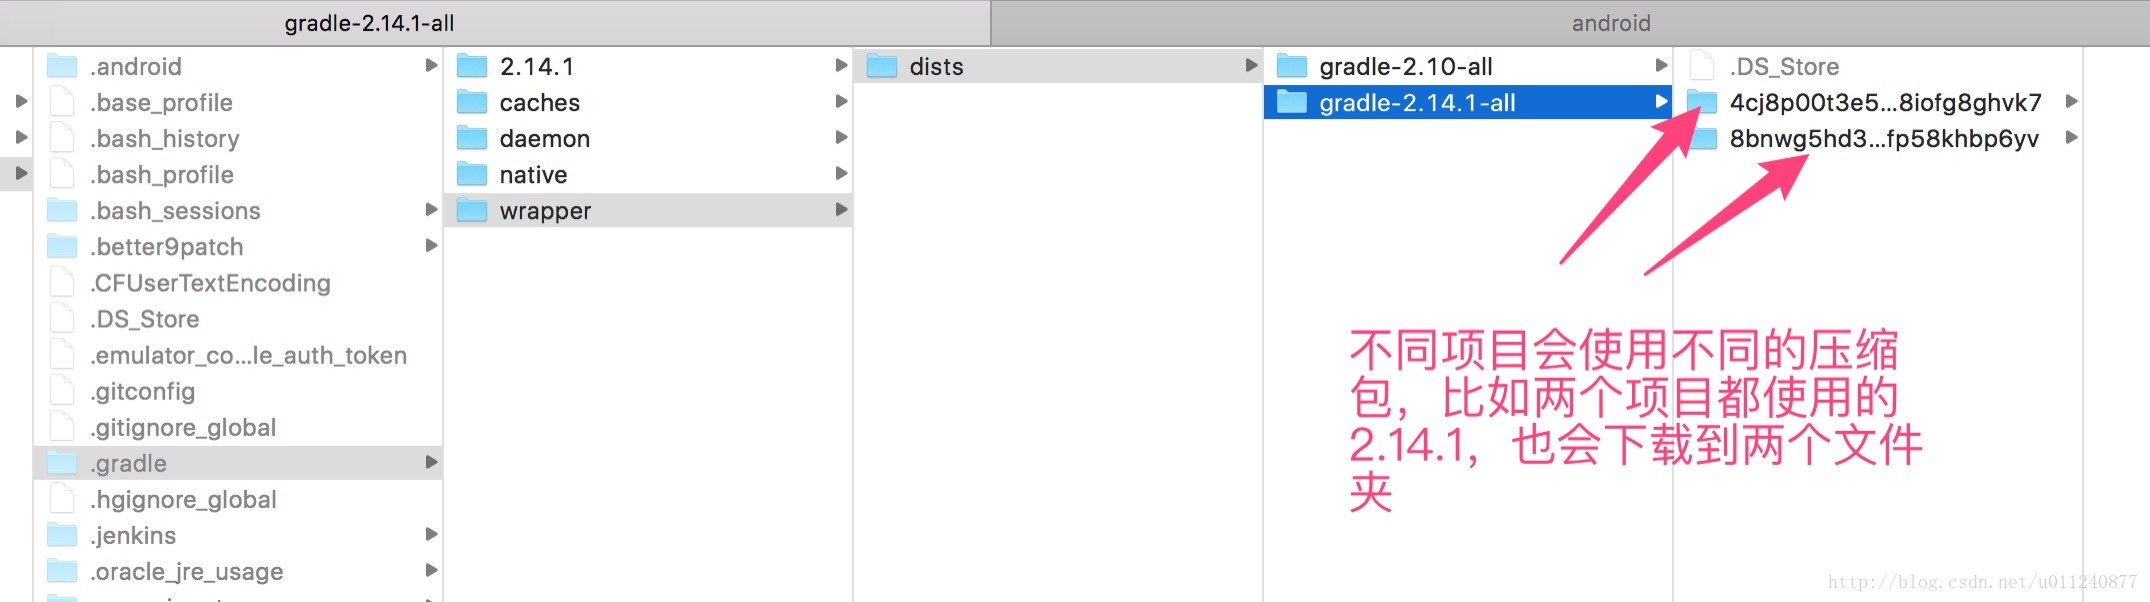 gradle-2.14.1-all
android
.android
.base_profile
.bash_history
.bash_profile
.bash_sessions
.better9patch
.CFUserTextEncoding
.DS_Store
.emulator_co...le_auth_token
.gitconfig
.gitignore_global
.gradle
.hgignore_global
.jenkins
.oracle_jre_usage
2.14.1
caches
daemon
native
wrapper
dists
gradle-2.10-all
gradle-2.14.1-all
.DS_Store
4cj8p00t3e5...8iofg8ghvk7
8bnwg5hd3...fp58khbp6yv
不同项目会使用不同的压缩
包，比如两个项目都使用的
2.14.1，也会下载到两个文件
夹
http://blog.csdn.net/u011240877